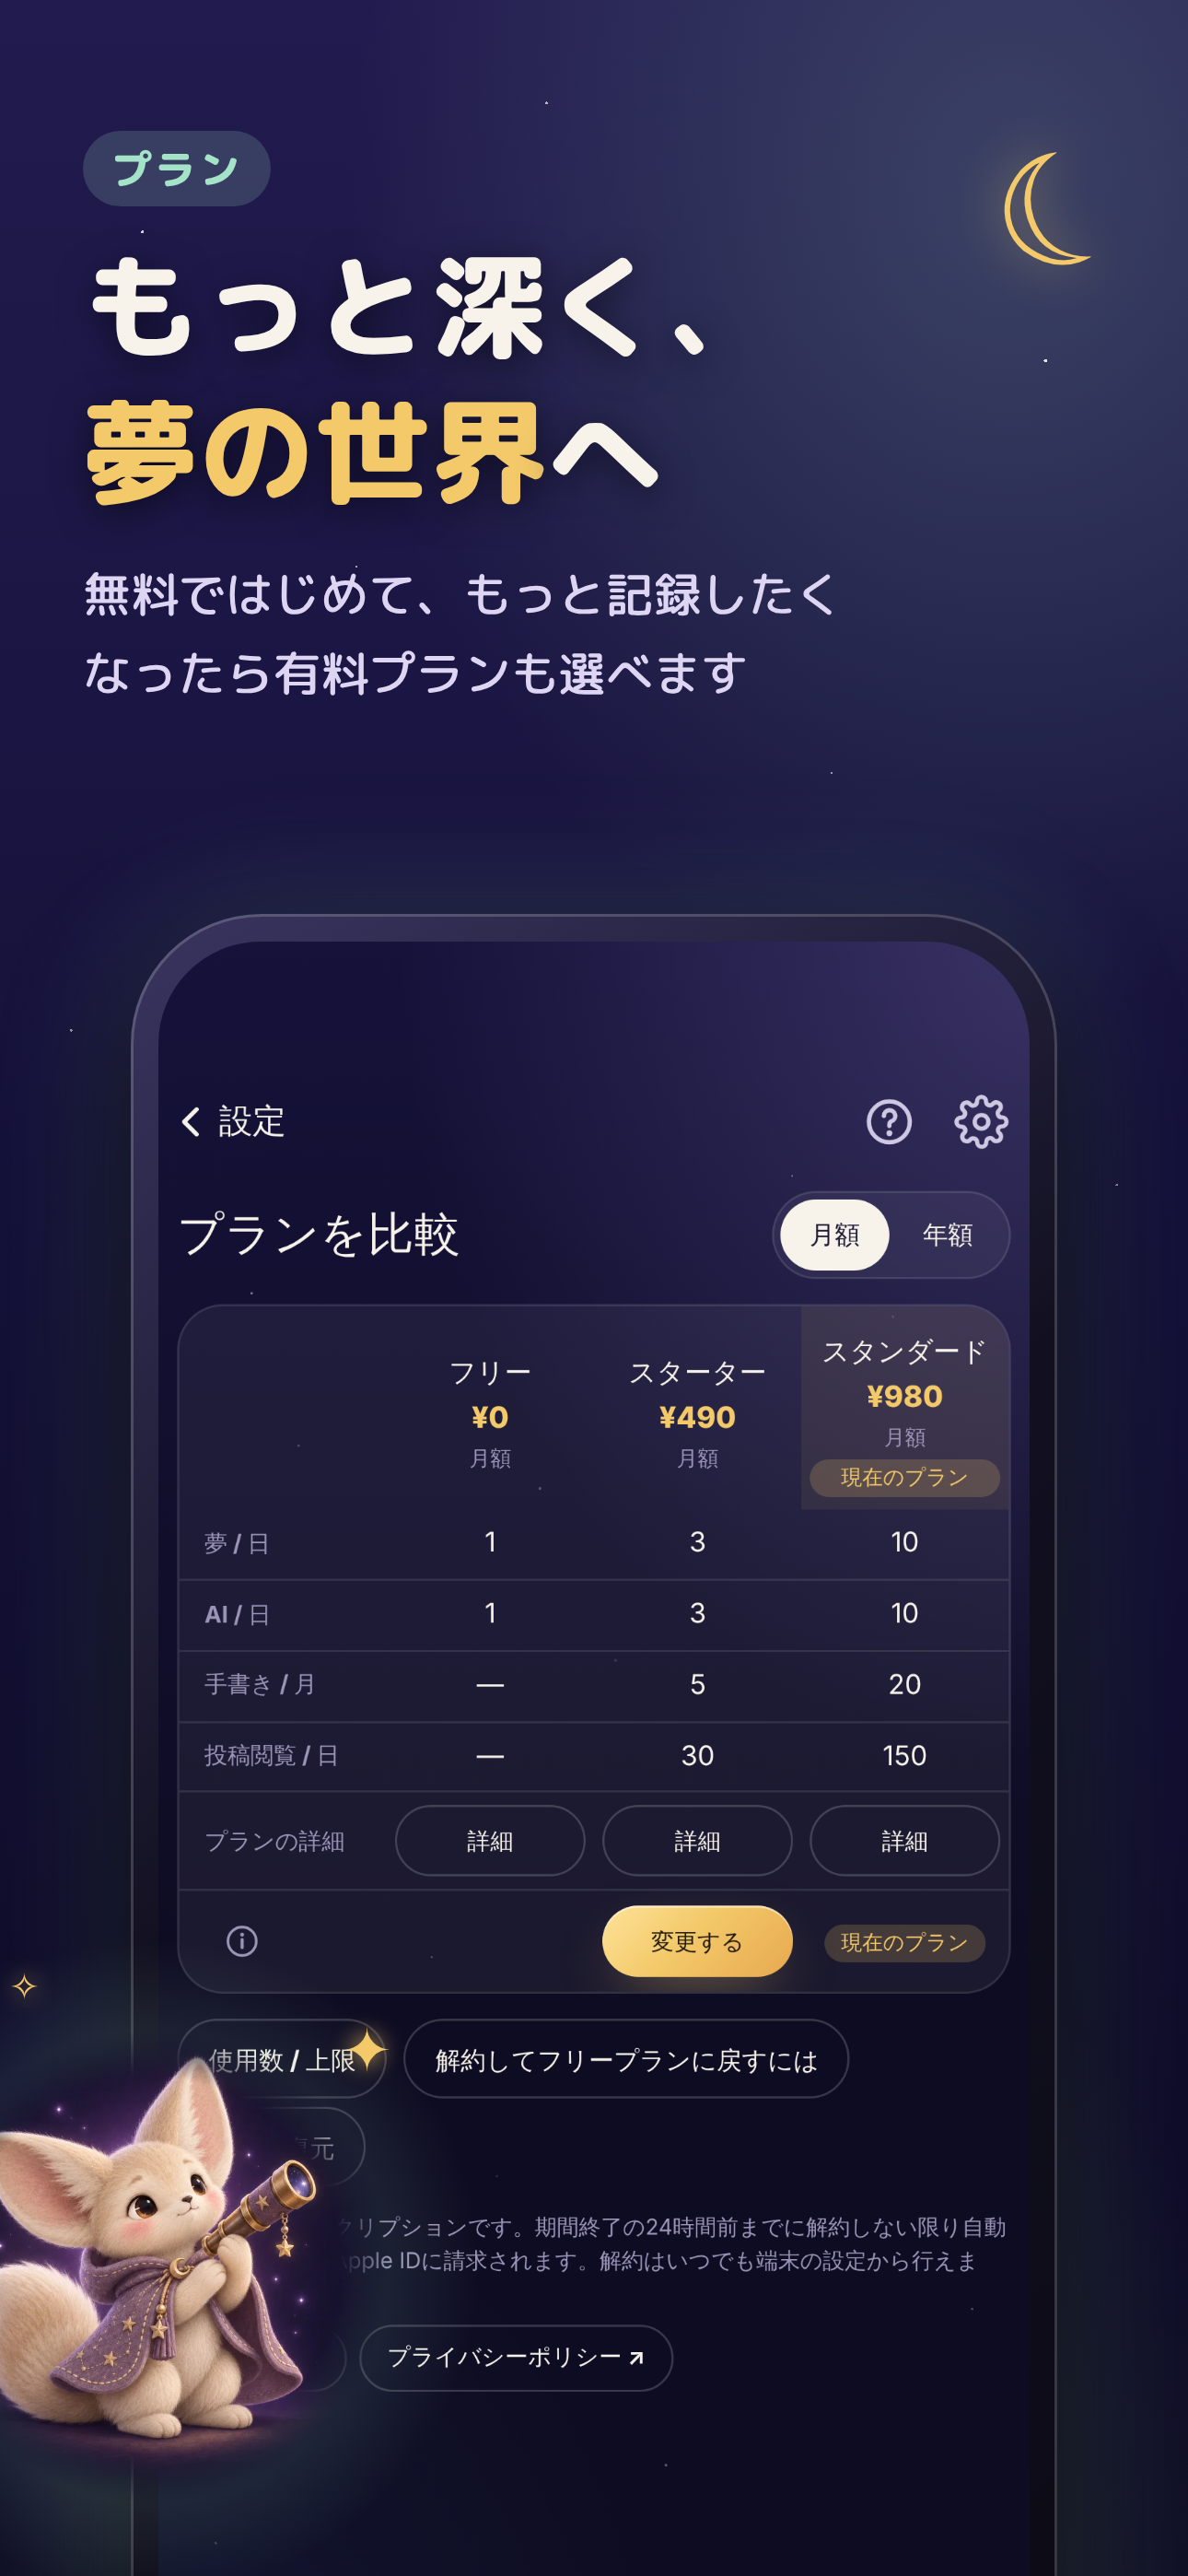 プラン
もっと深く、
夢の世界へ
無料ではじめて、もっと記録したく
なったら有料プランも選べます
設定
プランを比較
月額 年額
フリー スターター スタンダード
¥0 ¥490 ¥980
月額 月額 月額
現在のプラン
夢 / 日 1 3 10
AI / 日 1 3 10
手書き / 月 — 5 20
投稿閲覧 / 日 — 30 150
プランの詳細 詳細 詳細 詳細
変更する 現在のプラン
使用数 / 上限 解約してフリープランに戻すには
元
クリプションです。期間終了の24時間前までに解約しない限り自動
Apple IDに請求されます。解約はいつでも端末の設定から行えま
プライバシーポリシー